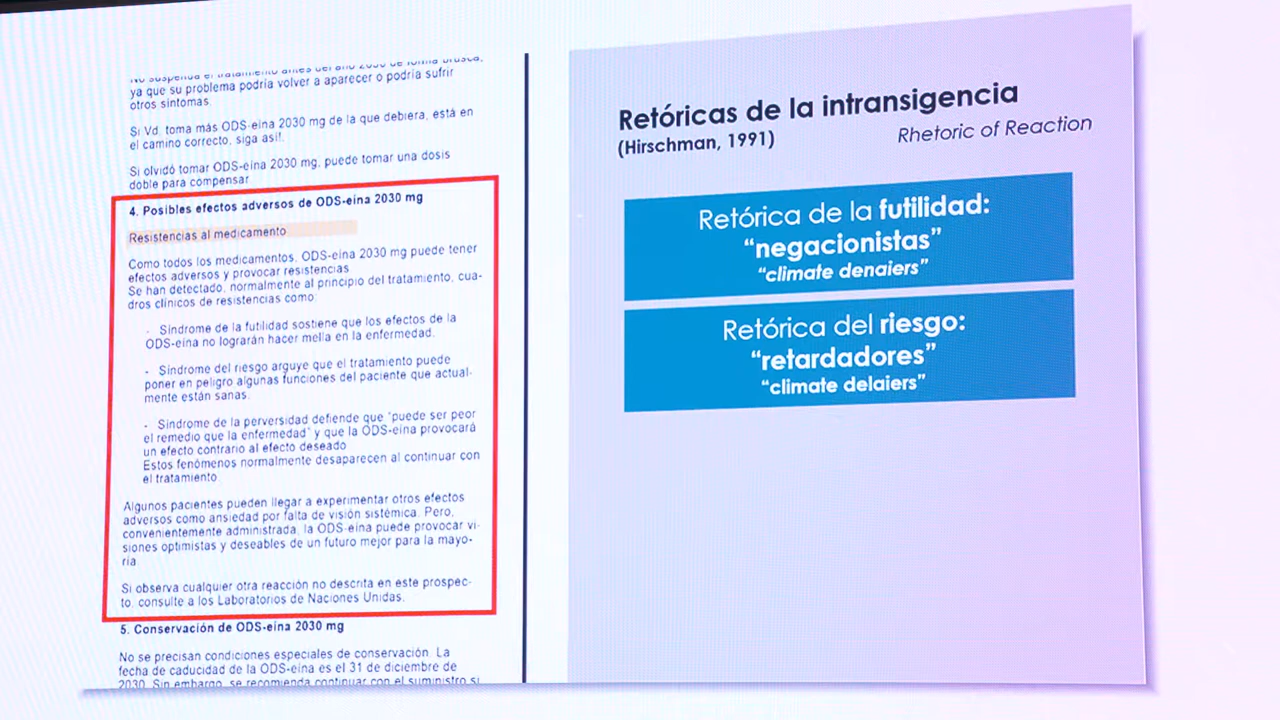 No suspenda el tratamiento antes del año 2030 de forma brusca,
ya que su problema podría volver a aparecer o podría sufrir
otros síntomas.
Si Vd. toma más ODS-eina 2030 mg de la que debiera, está en
el camino correcto, siga así!.
Si olvidó tomar ODS-eina 2030 mg, puede tomar una dosis
doble para compensar
4. Posibles efectos adversos de ODS-eina 2030 mg
Resistencias al medicamento
Como todos los medicamentos, ODS-eina 2030 mg puede tener
efectos adversos y provocar resistencias
Se han detectado, normalmente al principio del tratamiento, cua-
dros clínicos de resistencias como:
- Síndrome de la futilidad sostiene que los efectos de la
ODS-eina no lograrán hacer mella en la enfermedad.
- Síndrome del riesgo arguye que el tratamiento puede
poner en peligro algunas funciones del paciente que actual-
mente están sanas.
- Síndrome de la perversidad defiende que "puede ser peor
el remedio que la enfermedad" y que la ODS-eina provocará
un efecto contrario al efecto deseado
Estos fenómenos normalmente desaparecen al continuar con
el tratamiento.
Algunos pacientes pueden llegar a experimentar otros efectos
adversos como ansiedad por falta de visión sistémica. Pero,
convenientemente administrada, la ODS-eina puede provocar vi-
siones optimistas y deseables de un futuro mejor para la mayo-
ría
Si observa cualquier otra reacción no descrita en este prospec-
to, consulte a los Laboratorios de Naciones Unidas.
5. Conservación de ODS-eina 2030 mg
No se precisan condiciones especiales de conservación. La
fecha de caducidad de la ODS-eina es el 31 de diciembre de
2030. Sin embargo, se recomienda continuar con el suministro si
Retóricas de la intransigencia
(Hirschman, 1991)
Rhetoric of Reaction
Retórica de la futilidad:
“negacionistas”
“climate denaiers”
Retórica del riesgo:
“retardadores”
“climate delaiers”